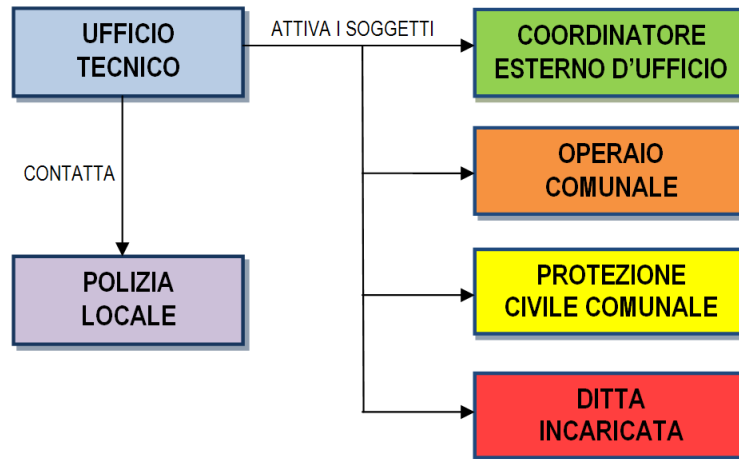 UFFICIO
TECNICO
ATTIVA I SOGGETTI
COORDINATORE
ESTERNO D'UFFICIO
OPERAIO
COMUNALE
CONTATTA
POLIZIA
LOCALE
PROTEZIONE
CIVILE COMUNALE
DITTA
INCARICATA